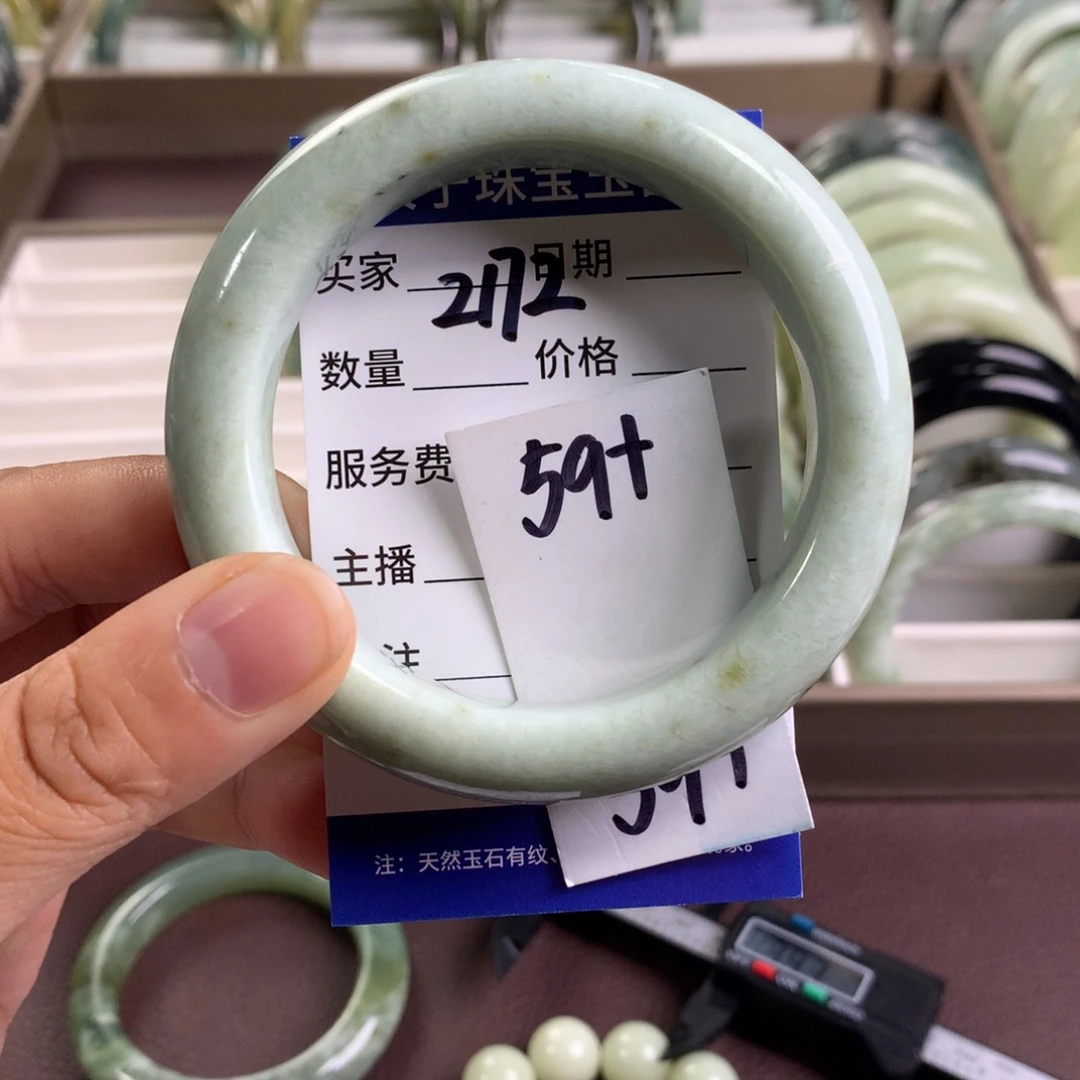 珠宝玉
买家 2172 日期
数量 价格
服务费
59+
主播
注
59+
注：天然玉石有纹、